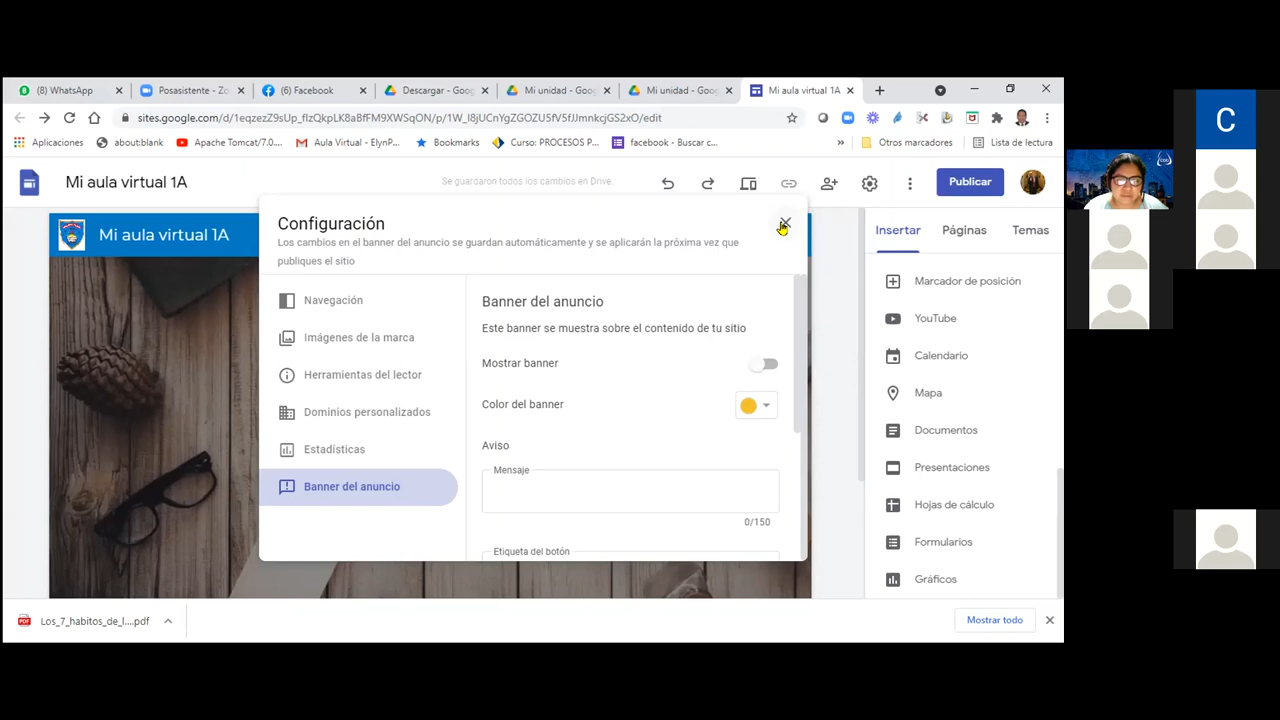 (8) WhatsApp
Posasistente - Zo
(6) Facebook
Descargar - Goog
Mi unidad - Goog
Mi unidad - Goog
Mi aula virtual 1A
sites.google.com/d/1eqzezZ9sUp_flzQkpLK8aBfFM9XWSqON/p/1W_l8jUCnYgZGOZU5fV5fJmnkcjGS2xO/edit
Aplicaciones
about:blank
Apache Tomcat/7.0....
Aula Virtual - ElynP...
Bookmarks
Curso: PROCESOS P...
facebook - Buscar c...
»
Otros marcadores
Lista de lectura
Mi aula virtual 1A
Se guardaron todos los cambios en Drive.
Publicar
Mi aula virtual 1A
Configuración
Los cambios en el banner del anuncio se guardan automáticamente y se aplicarán la próxima vez que
publiques el sitio
Navegación
Imágenes de la marca
Herramientas del lector
Dominios personalizados
Estadísticas
Banner del anuncio
Banner del anuncio
Este banner se muestra sobre el contenido de tu sitio
Mostrar banner
Color del banner
Aviso
Mensaje
0/150
Etiqueta del botón
Insertar
Páginas
Temas
Marcador de posición
YouTube
Calendario
Mapa
Documentos
Presentaciones
Hojas de cálculo
Formularios
Gráficos
Los_7_habitos_de_l....pdf
Mostrar todo
C